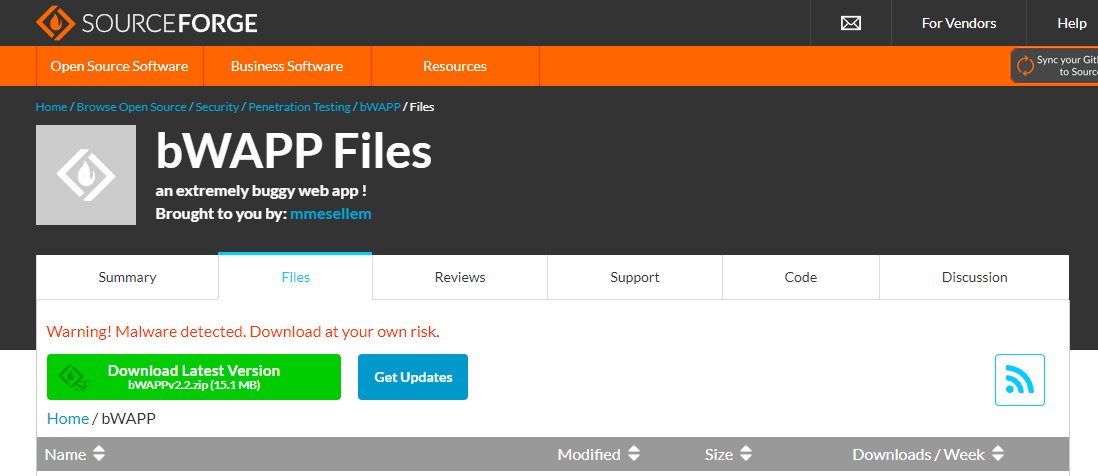 SOURCEFORGE
For Vendors
Help
Open Source Software
Business Software
Resources
Sync your Git
to Sourc
Home / Browse Open Source / Security / Penetration Testing / bWAPP / Files
bWAPP Files
an extremely buggy web app !
Brought to you by: mmesellem
Summary
Files
Reviews
Support
Code
Discussion
Warning! Malware detected. Download at your own risk.
Download Latest Version
bWAPPv2.2.zip (15.1 MB)
SF
Get Updates
Home / bWAPP
Name
Modified
Size
Downloads / Week